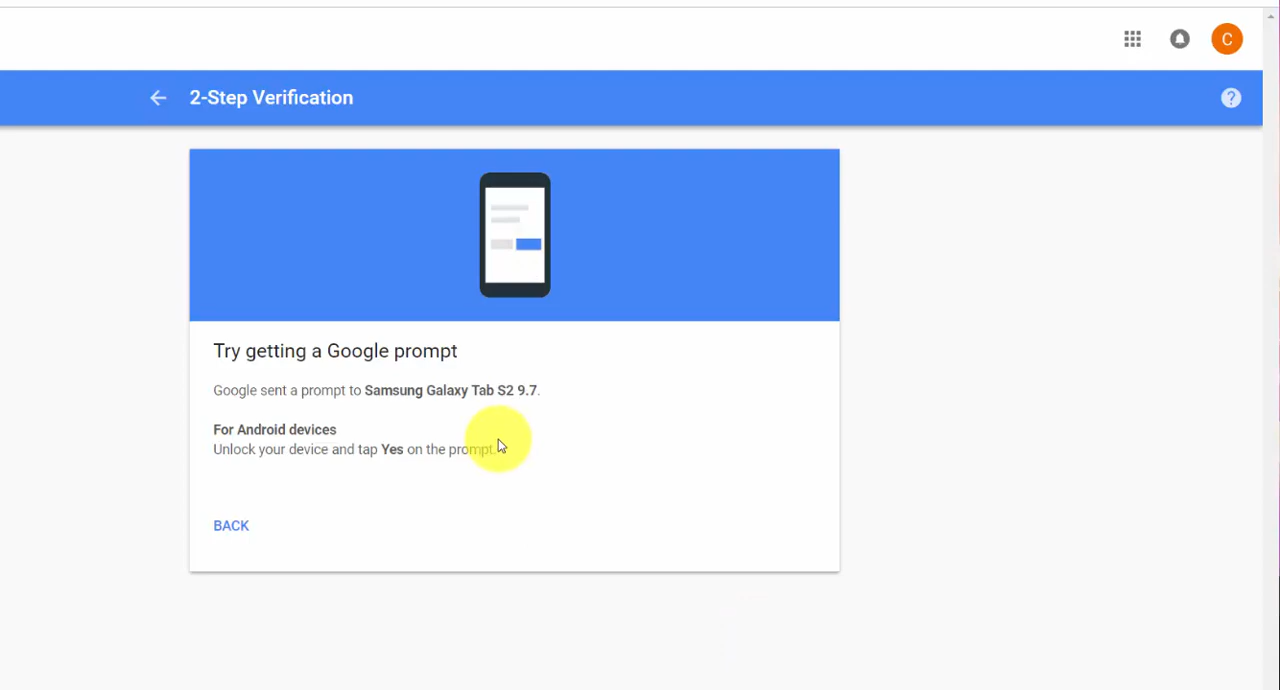 C
2-Step Verification
?
Try getting a Google prompt
Google sent a prompt to Samsung Galaxy Tab S2 9.7.
For Android devices
Unlock your device and tap Yes on the prompt.
BACK